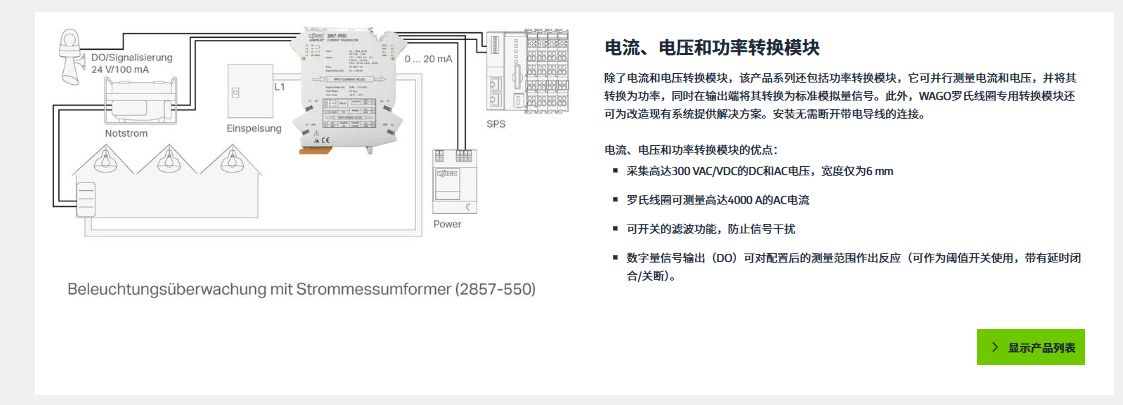 2857-550
DO/Signalisierung
24 V/100 mA
0 ... 20 mA
L1
Notstrom
Einspeisung
SPS
WAGO
Power
Beleuchtungsüberwachung mit Strommessumformer (2857-550)
电流、电压和功率转换模块
除了电流和电压转换模块，该产品系列还包括功率转换模块，它可并行测量电流和电压，并将其
转换为功率，同时在输出端将其转换为标准模拟量信号。此外，WAGO罗氏线圈专用转换模块还
可为改造现有系统提供解决方案。安装无需断开带电导线的连接。
电流、电压和功率转换模块的优点：
采集高达300 VAC/VDC的DC和AC电压，宽度仅为6 mm
罗氏线圈可测量高达4000 A的AC电流
可开关的滤波功能，防止信号干扰
数字量信号输出（DO）可对配置后的测量范围作出反应（可作为阈值开关使用，带有延时闭
合/关断）。
显示产品列表